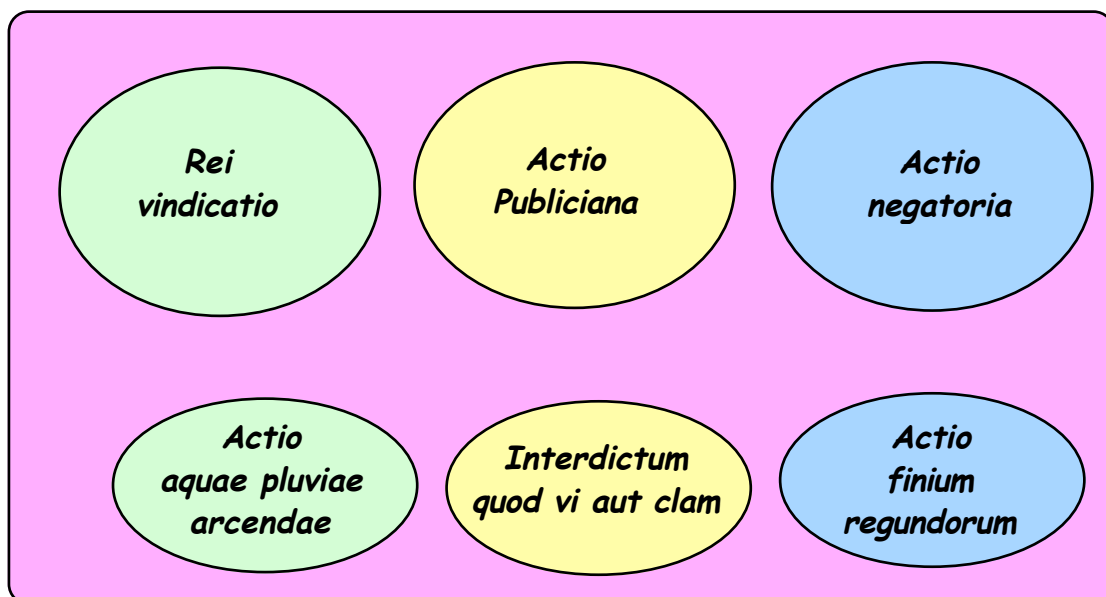 Rei
vindicatio
Actio
Publiciana
Actio
negatoria
Actio
aquae pluviae
arcendae
Interdictum
quod vi aut clam
Actio
finium
regundorum